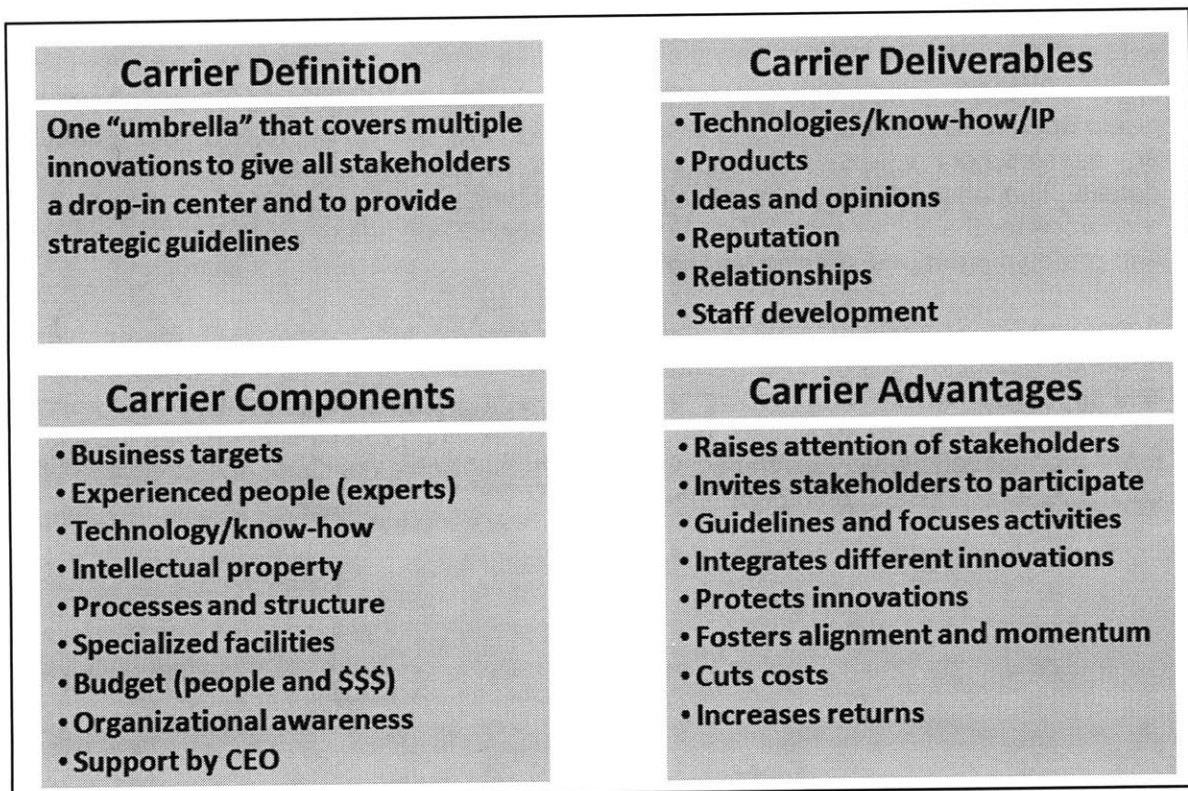 Carrier Definition
One “umbrella” that covers multiple
innovations to give all stakeholders
a drop-in center and to provide
strategic guidelines
Carrier Deliverables
• Technologies/know-how/IP
• Products
• Ideas and opinions
• Reputation
• Relationships
• Staff development
Carrier Components
• Business targets
• Experienced people (experts)
• Technology/know-how
• Intellectual property
• Processes and structure
• Specialized facilities
• Budget (people and $$$)
• Organizational awareness
• Support by CEO
Carrier Advantages
• Raises attention of stakeholders
• Invites stakeholders to participate
• Guidelines and focuses activities
• Integrates different innovations
• Protects innovations
• Fosters alignment and momentum
• Cuts costs
• Increases returns